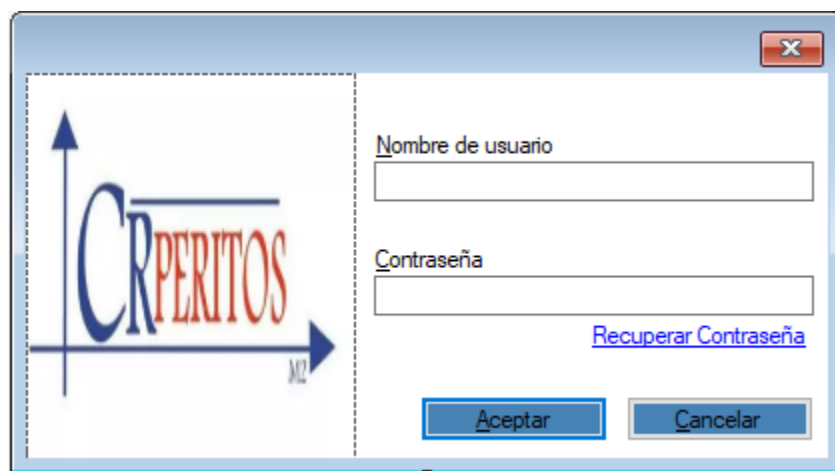 CRPERITOS
M2
Nombre de usuario
Contraseña
Recuperar Contraseña
Aceptar
Cancelar